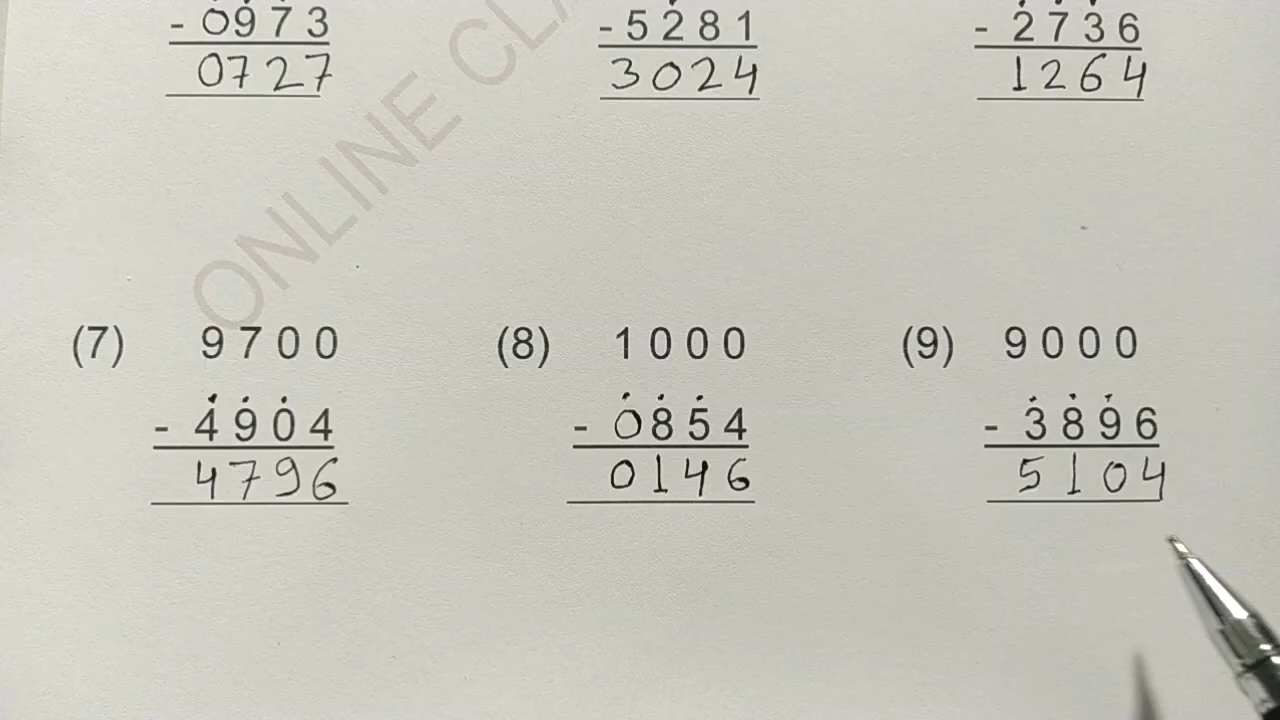 - 0973 - 5281 - 2736
0727 3024 1264
ONLINE CLA
(7) 9700 (8) 1000 (9) 9000
- 4904 - 0854 - 3896
4796 0146 5104